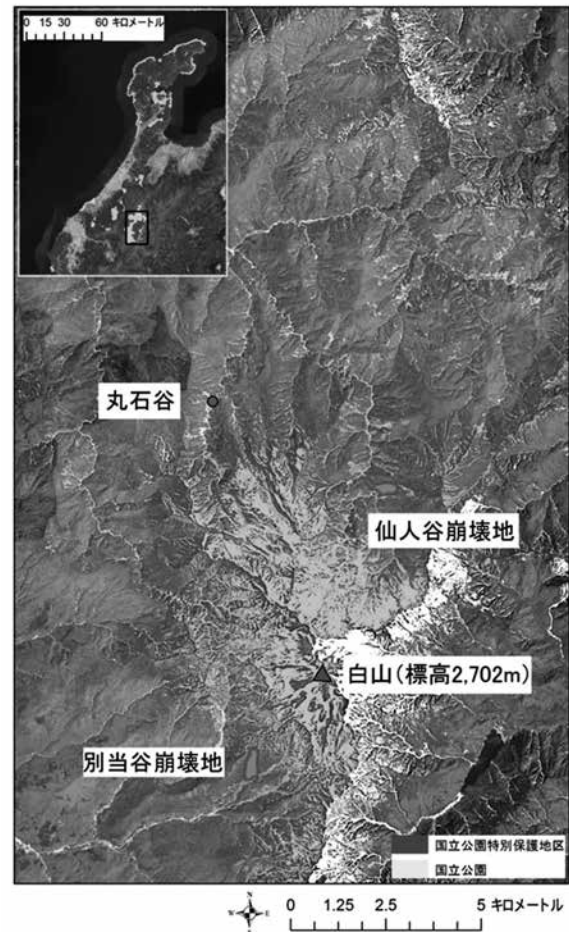 0 15 30 60 キロメートル
丸石谷
仙人谷崩壊地
白山(標高2,702m)
別当谷崩壊地
国立公園特別保護地区
国立公園
N
W E
0 1.25 2.5 5 キロメートル